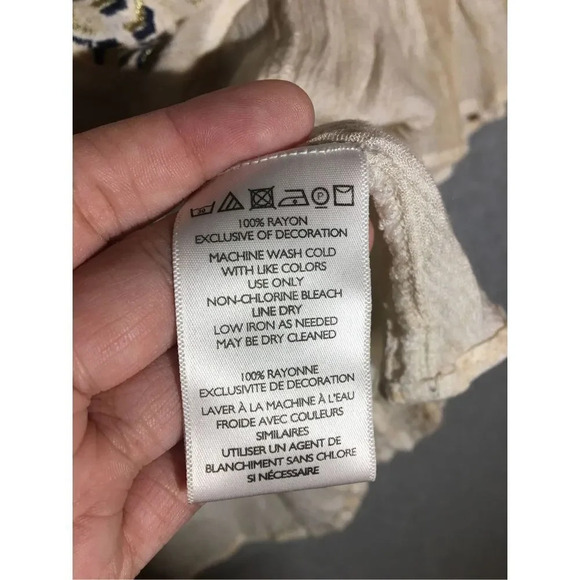 100% RAYON
EXCLUSIVE OF DECORATION
MACHINE WASH COLD
WITH LIKE COLORS
USE ONLY
NON-CHLORINE BLEACH
LINE DRY
LOW IRON AS NEEDED
MAY BE DRY CLEANED
100% RAYONNE
EXCLUSIVITE DE DECORATION
LAVER À LA MACHINE À L'EAU
FROIDE AVEC COULEURS
SIMILAIRES
UTILISER UN AGENT DE
BLANCHIMENT SANS CHLORE
SI NÉCESSAIRE